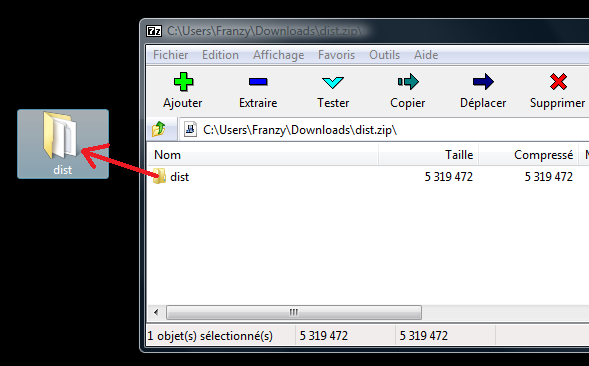 C:\Users\Franzy\Downloads\dist.zip\
Fichier Edition Affichage Favoris Outils Aide
Ajouter Extraire Tester Copier Déplacer Supprimer
C:\Users\Franzy\Downloads\dist.zip\
Nom Taille Compressé M
dist 5 319 472 5 319 472
dist
1 objet(s) sélectionné(s) 5 319 472 5 319 472